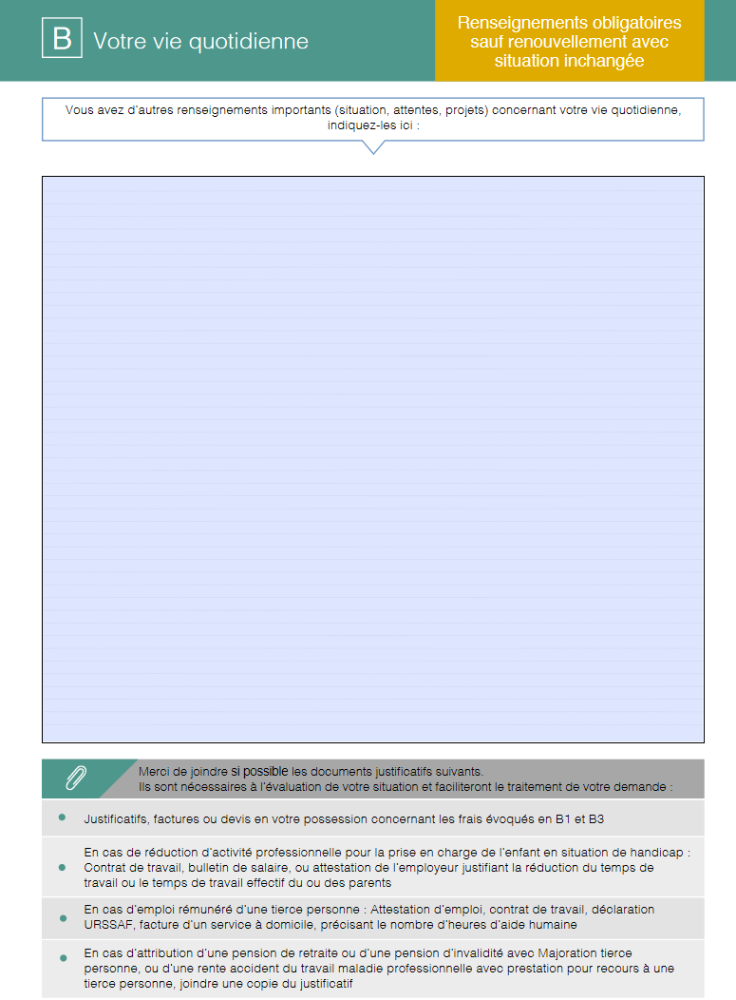 B Votre vie quotidienne
Renseignements obligatoires
sauf renouvellement avec
situation inchangée
Vous avez d'autres renseignements importants (situation, attentes, projets) concernant votre vie quotidienne,
indiquez-les ici :
Merci de joindre si possible les documents justificatifs suivants.
Ils sont nécessaires à l'évaluation de votre situation et faciliteront le traitement de votre demande :
• Justificatifs, factures ou devis en votre possession concernant les frais évoqués en B1 et B3
• En cas de réduction d'activité professionnelle pour la prise en charge de l'enfant en situation de handicap :
Contrat de travail, bulletin de salaire, ou attestation de l'employeur justifiant la réduction du temps de
travail ou le temps de travail effectif du ou des parents
• En cas d'emploi rémunéré d'une tierce personne : Attestation d'emploi, contrat de travail, déclaration
URSSAF, facture d'un service à domicile, précisant le nombre d'heures d'aide humaine
• En cas d'attribution d'une pension de retraite ou d'une pension d'invalidité avec Majoration tierce
personne, ou d'une rente accident du travail maladie professionnelle avec prestation pour recours à une
tierce personne, joindre une copie du justificatif